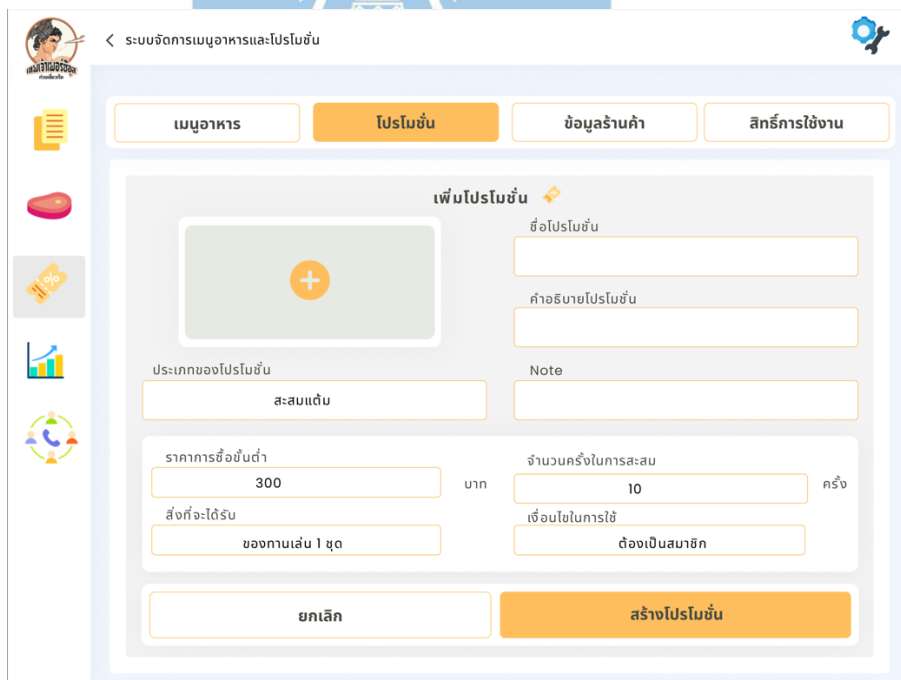 ระบบจัดการเมนูอาหารและโปรโมชั่น
เมนูอาหาร
โปรโมชั่น
ข้อมูลร้านค้า
สิทธิ์การใช้งาน
เพิ่มโปรโมชั่น
ชื่อโปรโมชั่น
คำอธิบายโปรโมชั่น
ประเภทของโปรโมชั่น
สะสมแต้ม
Note
ราคาการซื้อขั้นต่ำ
300 บาท
จำนวนครั้งในการสะสม
10 ครั้ง
สิ่งที่จะได้รับ
ของทานเล่น 1 ชุด
เงื่อนไขในการใช้
ต้องเป็นสมาชิก
ยกเลิก
สร้างโปรโมชั่น